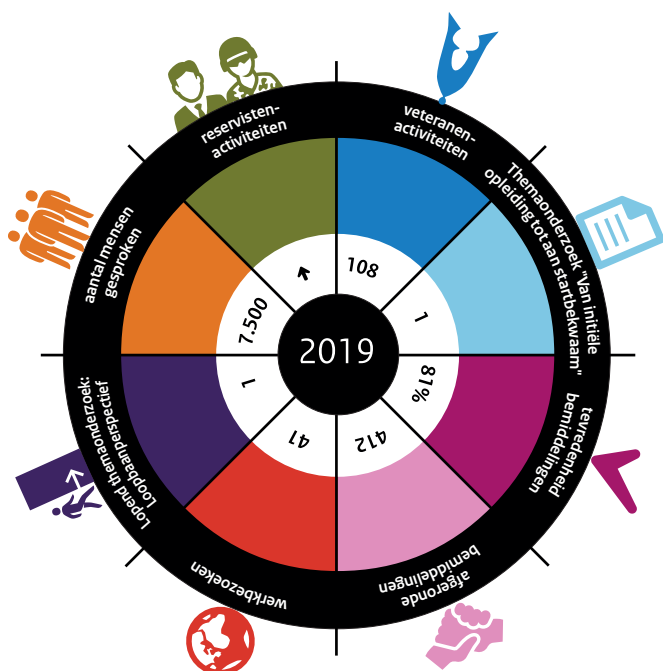 veteranen-
activiteiten
108
Themaonderzoek "Van initiële
opleiding tot aan startbekwaam"
1
tevredenheid
bemiddelingen
81%
afgeronde
bemiddelingen
412
werkbezoeken
41
Lopend themaonderzoek:
Loopbaanperspectief
1
aantal mensen
gesproken
7.500
reservisten-
activiteiten
2019